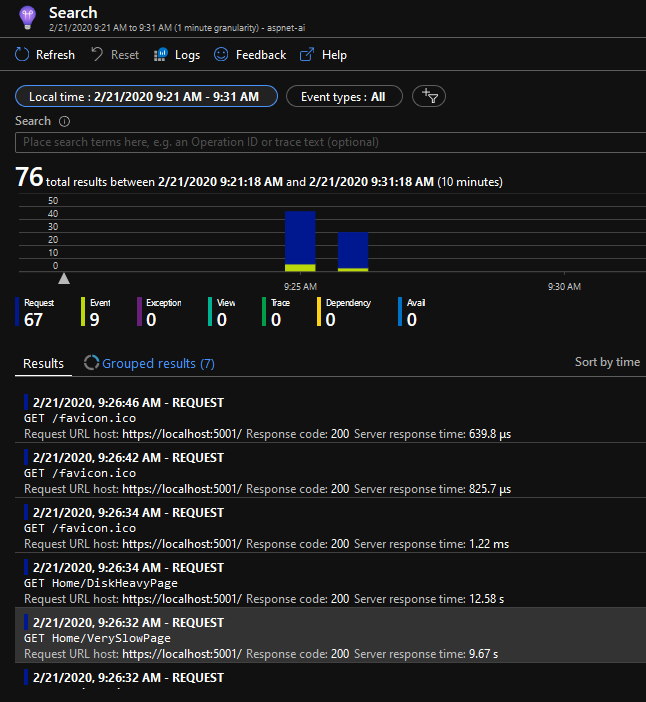 Search
2/21/2020 9:21 AM to 9:31 AM (1 minute granularity) - aspnet-ai
Refresh Reset Logs Feedback Help
Local time : 2/21/2020 9:21 AM - 9:31 AM Event types : All
Search
Place search terms here, e.g. an Operation ID or trace text (optional)
76 total results between 2/21/2020 9:21:18 AM and 2/21/2020 9:31:18 AM (10 minutes)
50
40
30
20
10
0
9:25 AM 9:30 AM
Request Event Exception View Trace Dependency Avail
67 9 0 0 0 0 0
Results Grouped results (7) Sort by time
2/21/2020, 9:26:46 AM - REQUEST
GET /favicon.ico
Request URL host: https://localhost:5001/ Response code: 200 Server response time: 639.8 µs
2/21/2020, 9:26:42 AM - REQUEST
GET /favicon.ico
Request URL host: https://localhost:5001/ Response code: 200 Server response time: 825.7 µs
2/21/2020, 9:26:34 AM - REQUEST
GET /favicon.ico
Request URL host: https://localhost:5001/ Response code: 200 Server response time: 1.22 ms
2/21/2020, 9:26:34 AM - REQUEST
GET Home/DiskHeavyPage
Request URL host: https://localhost:5001/ Response code: 200 Server response time: 12.58 s
2/21/2020, 9:26:32 AM - REQUEST
GET Home/VerySlowPage
Request URL host: https://localhost:5001/ Response code: 200 Server response time: 9.67 s
2/21/2020, 9:26:32 AM - REQUEST